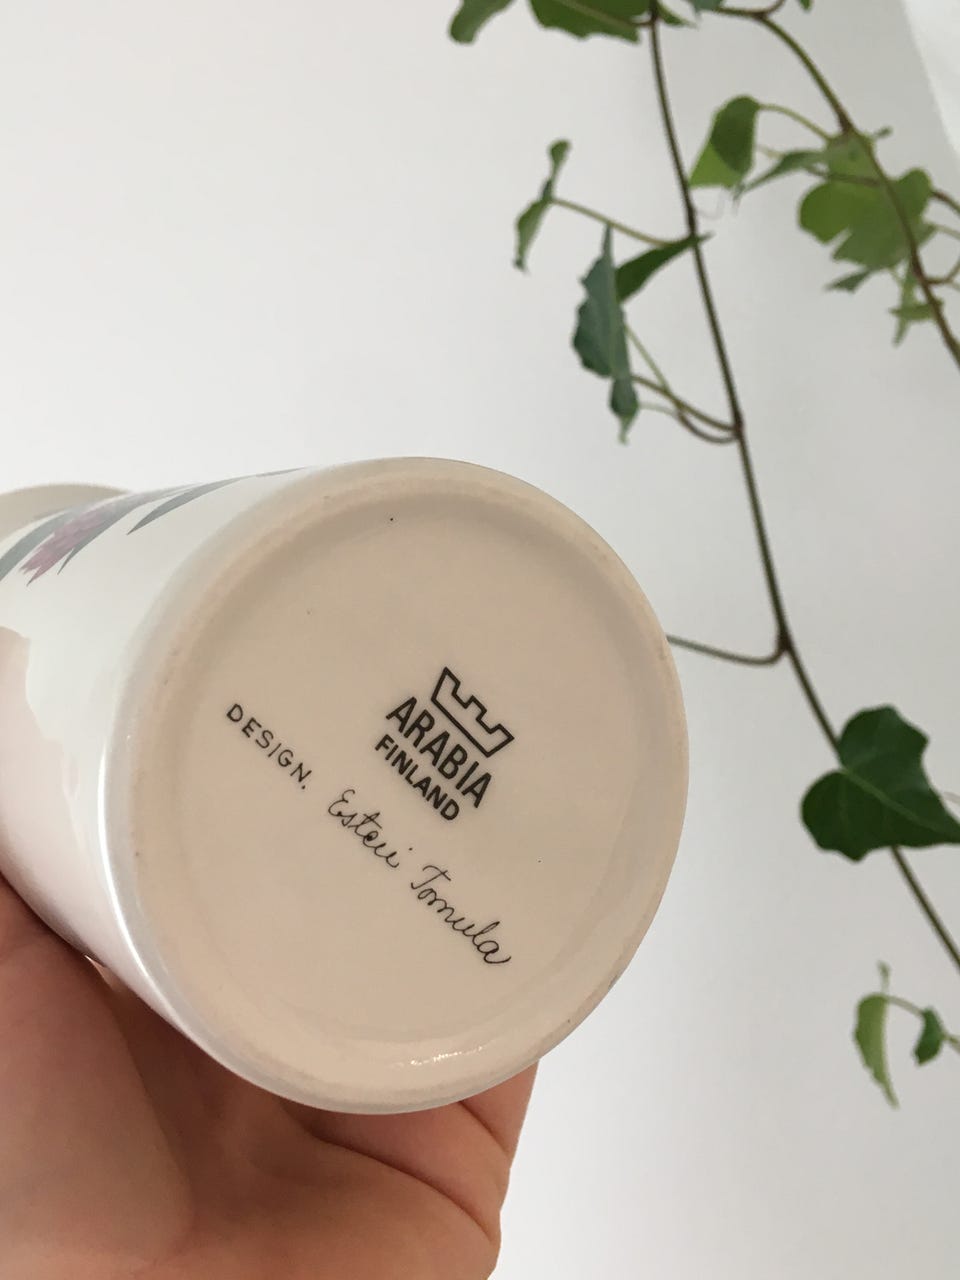 ARABIA
FINLAND
DESIGN. Esteri Tomula